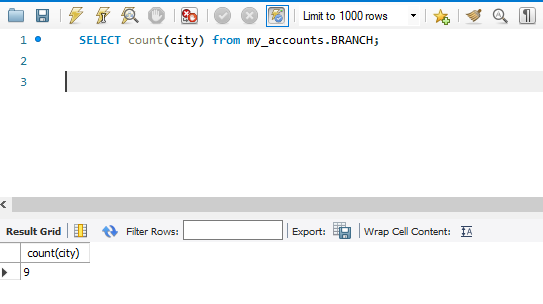 Limit to 1000 rows
1 SELECT count(city) from my_accounts.BRANCH;
2
3
Result Grid Filter Rows: Export: Wrap Cell Content:
count(city)
9